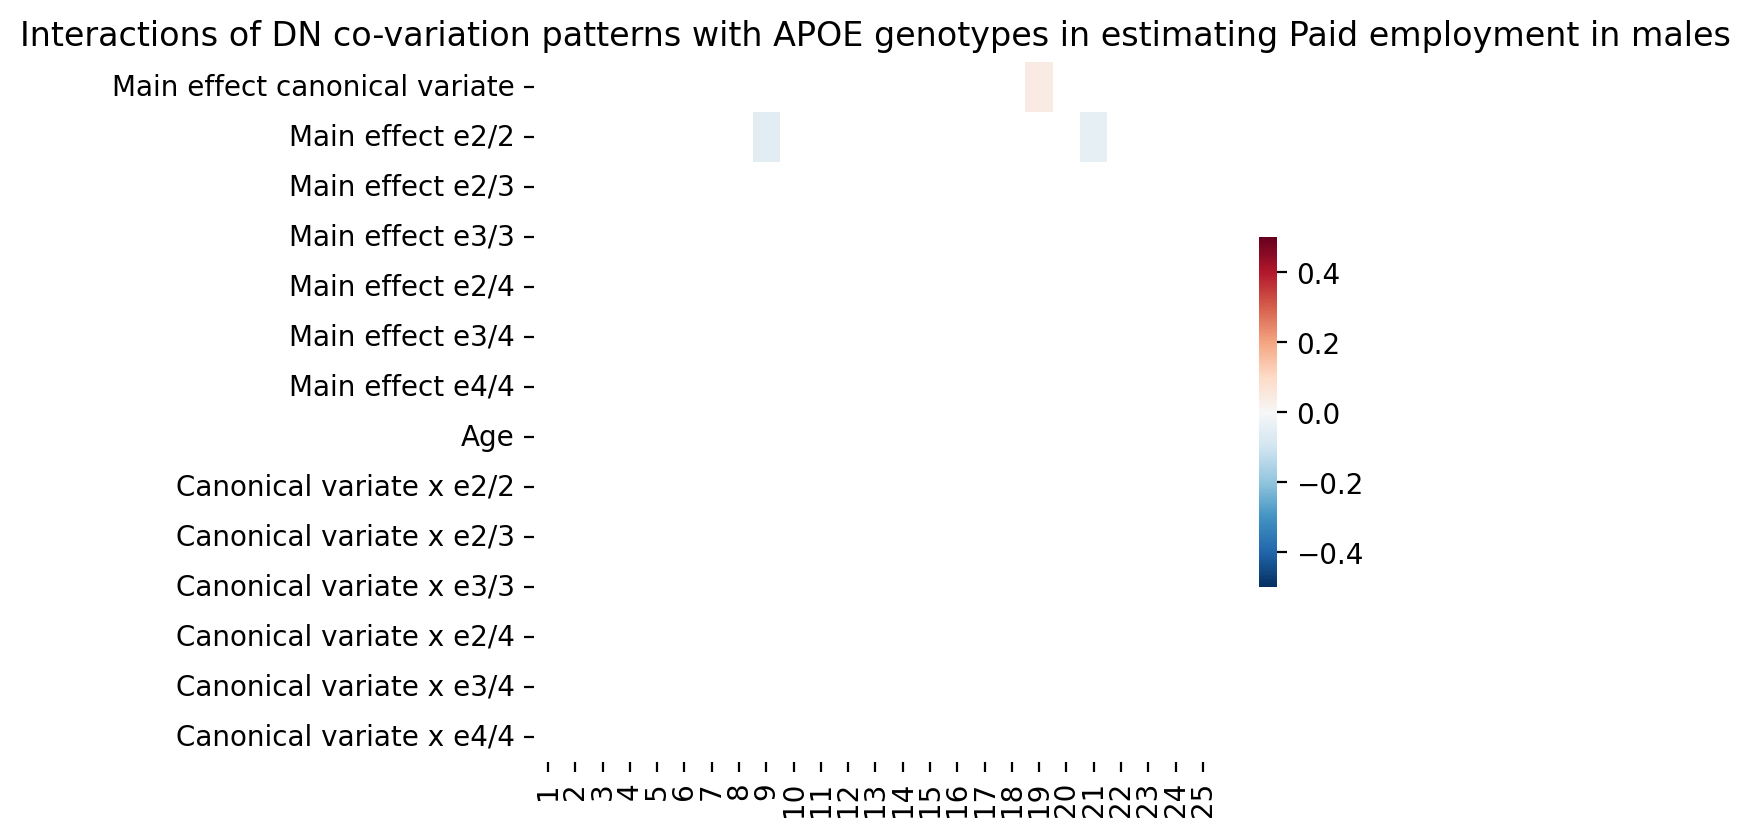 Interactions of DN co-variation patterns with APOE genotypes in estimating Paid employment in males
Main effect canonical variate
Main effect e2/2
Main effect e2/3
Main effect e3/3
Main effect e2/4
Main effect e3/4
Main effect e4/4
Age
Canonical variate x e2/2
Canonical variate x e2/3
Canonical variate x e3/3
Canonical variate x e2/4
Canonical variate x e3/4
Canonical variate x e4/4
1
2
3
4
5
6
7
8
9
10
11
12
13
14
15
16
17
18
19
20
21
22
23
24
25
0.4
0.2
0.0
−0.2
−0.4